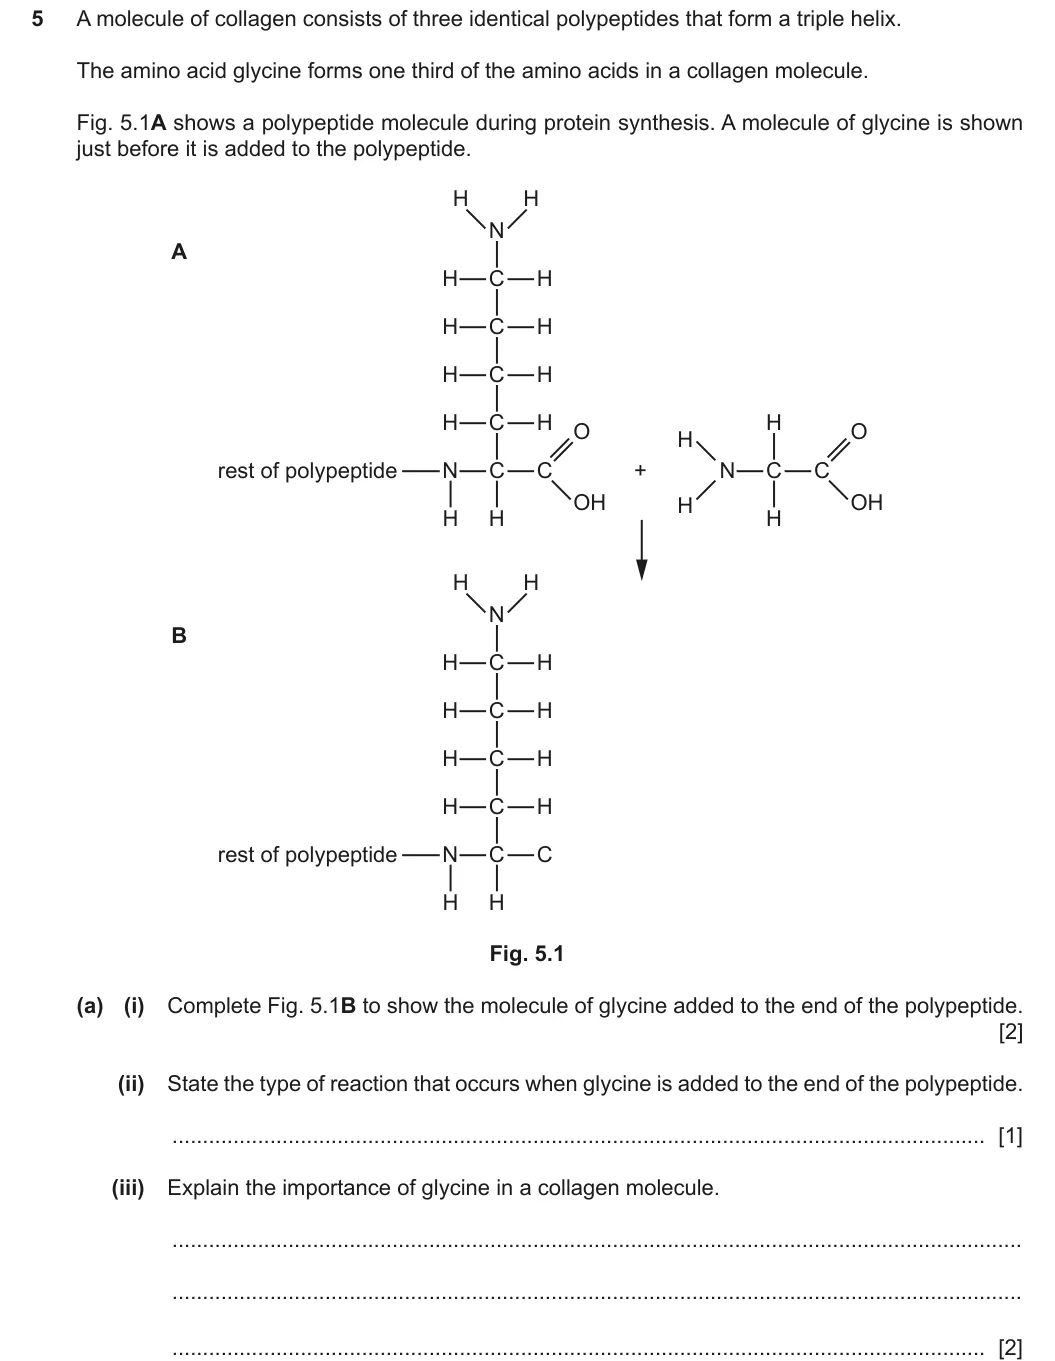 5 A molecule of collagen consists of three identical polypeptides that form a triple helix.
The amino acid glycine forms one third of the amino acids in a collagen molecule.
Fig. 5.1A shows a polypeptide molecule during protein synthesis. A molecule of glycine is shown
just before it is added to the polypeptide.
H H
N
A
H C H
H C H
H C H
H C H O H O
H
rest of polypeptide N C C + N C C
OH H OH
H H H
H H
N
B
H C H
H C H
H C H
H C H
rest of polypeptide N C C
H H
Fig. 5.1
(a) (i) Complete Fig. 5.1B to show the molecule of glycine added to the end of the polypeptide.
[2]
(ii) State the type of reaction that occurs when glycine is added to the end of the polypeptide.
[1]
(iii) Explain the importance of glycine in a collagen molecule.
[2]